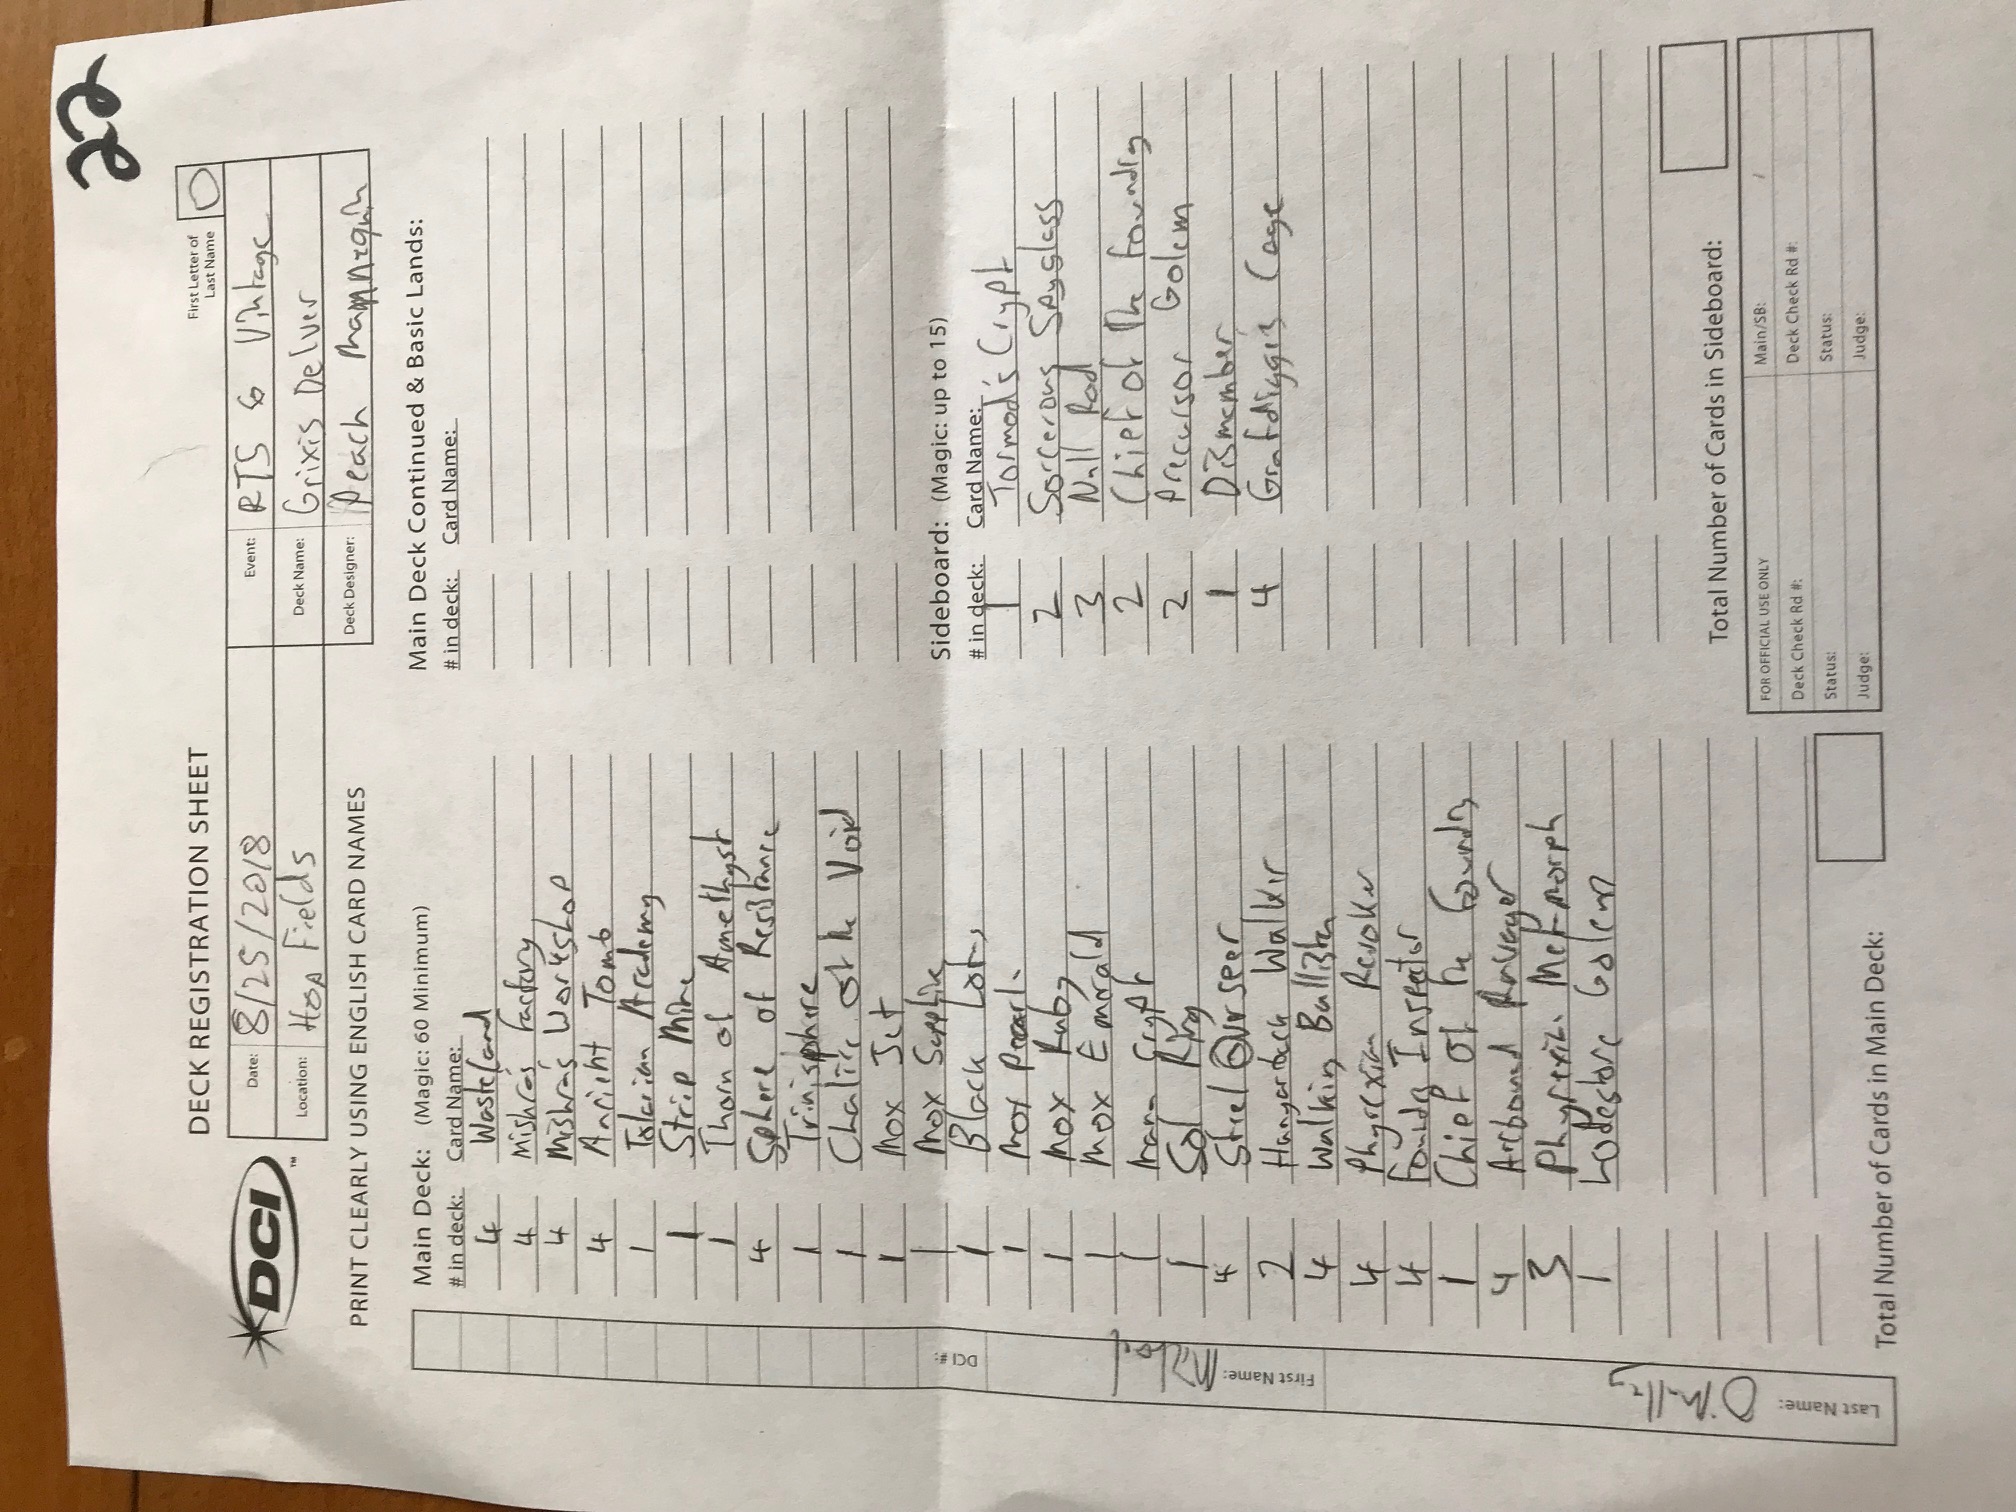 22
DECK REGISTRATION SHEET
First Letter of
Last Name
O
DCI
TM
Date: 8/25/2018
Event: RTS 6 Vintage
Location: Hop Fields
Deck Name: Grixis Delver
Deck Designer: Peach Mannequin
PRINT CLEARLY USING ENGLISH CARD NAMES
Main Deck: (Magic: 60 Minimum)
# in deck: Card Name:
4 Wasteland
4 Mishra's Factory
4 Mishra's Workshop
4 Ancient Tomb
1 Tolarian Academy
1 Strip Mine
1 Thorn of Amethyst
4 Sphere of Resistance
1 Trinisphere
1 Chalice of the Void
1 Mox Jet
1 Mox Sapphire
1 Black Lotus
1 Mox Pearl
1 Mox Ruby
1 Mox Emerald
1 Mana Crypt
1 Sol Ring
Steel Overseer
2 Hangarback Walker
4 Walking Ballista
4 Phyrexian Revoker
4 Foundry Inspector
1 Chief of the Foundry
4 Arcbound Ravager
3 Phyrexian Metamorph
1 Lodestone Golem
Total Number of Cards in Main Deck:
Main Deck Continued & Basic Lands:
# in deck: Card Name:
Sideboard: (Magic: up to 15)
# in deck: Card Name:
1 Tormod's Crypt
2 Sorcerous Spyglass
3 Null Rod
2 Chief of the Foundry
2 Precursor Golem
1 Dismember
4 Grafdigger's Cage
Total Number of Cards in Sideboard:
FOR OFFICIAL USE ONLY
Main/SB: /
Deck Check Rd #:
Deck Check Rd #:
Status:
Status:
Judge:
Judge:
Last Name: O'Malley
First Name: Michael
DCI #: